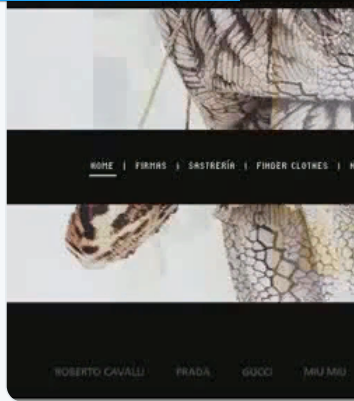 HOME | FIRMAS | SASTRERÍA | FINGER CLOTHES |
ROBERTO CAVALLI PRADA GUCCI MIU MIU